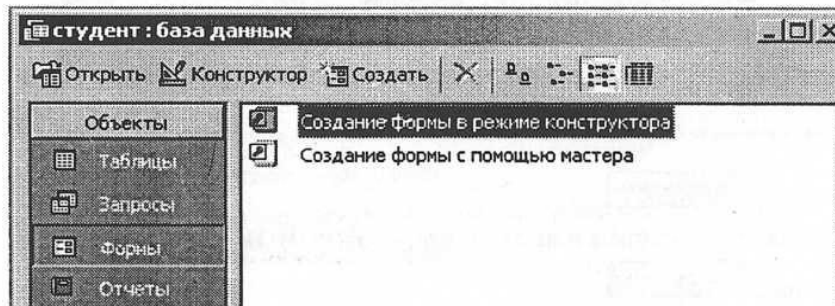 студент : база данных
Открыть Конструктор Создать
Объекты
Таблицы
Запросы
Формы
Отчеты
Создание формы в режиме конструктора
Создание формы с помощью мастера